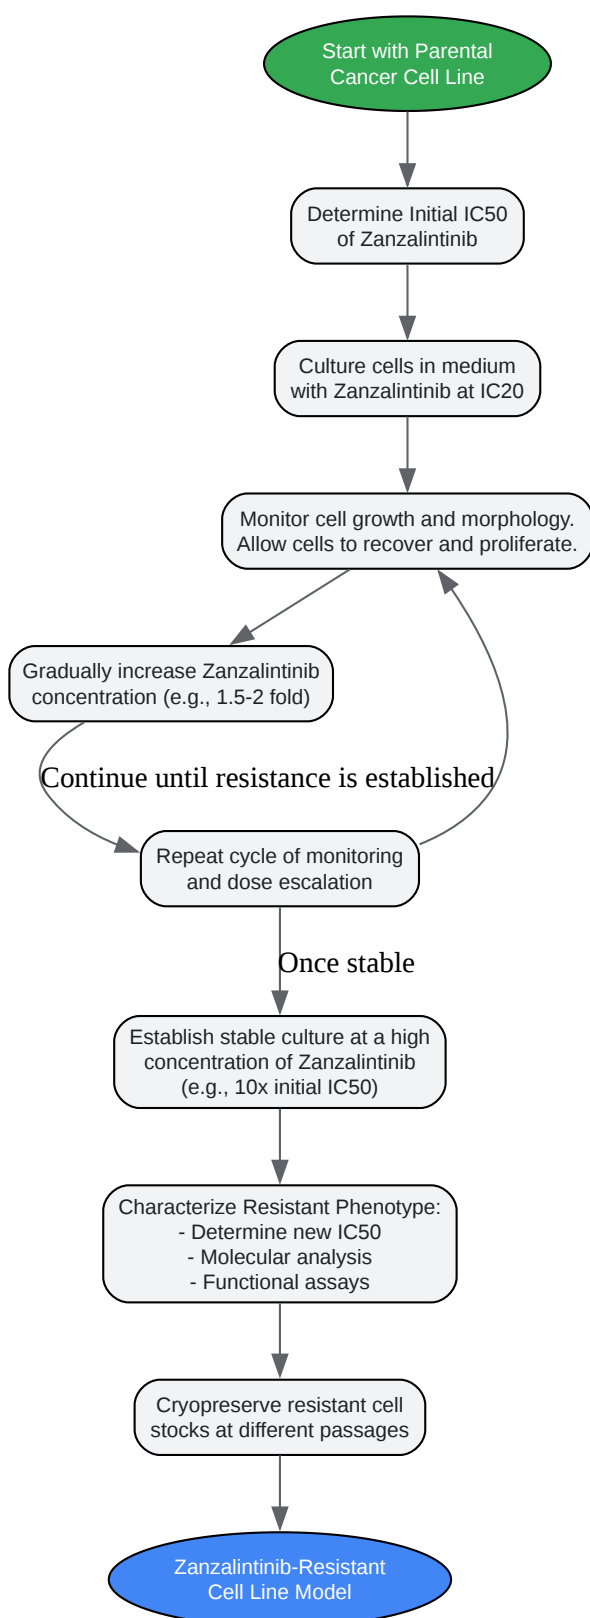 Start with Parental
Cancer Cell Line
Determine Initial IC50
of Zanzalintinib
Culture cells in medium
with Zanzalintinib at IC20
Monitor cell growth and morphology.
Allow cells to recover and proliferate.
Gradually increase Zanzalintinib
concentration (e.g., 1.5-2 fold)
Continue until resistance is established
Repeat cycle of monitoring
and dose escalation
Once stable
Establish stable culture at a high
concentration of Zanzalintinib
(e.g., 10x initial IC50)
Characterize Resistant Phenotype:
- Determine new IC50
- Molecular analysis
- Functional assays
Cryopreserve resistant cell
stocks at different passages
Zanzalintinib-Resistant
Cell Line Model